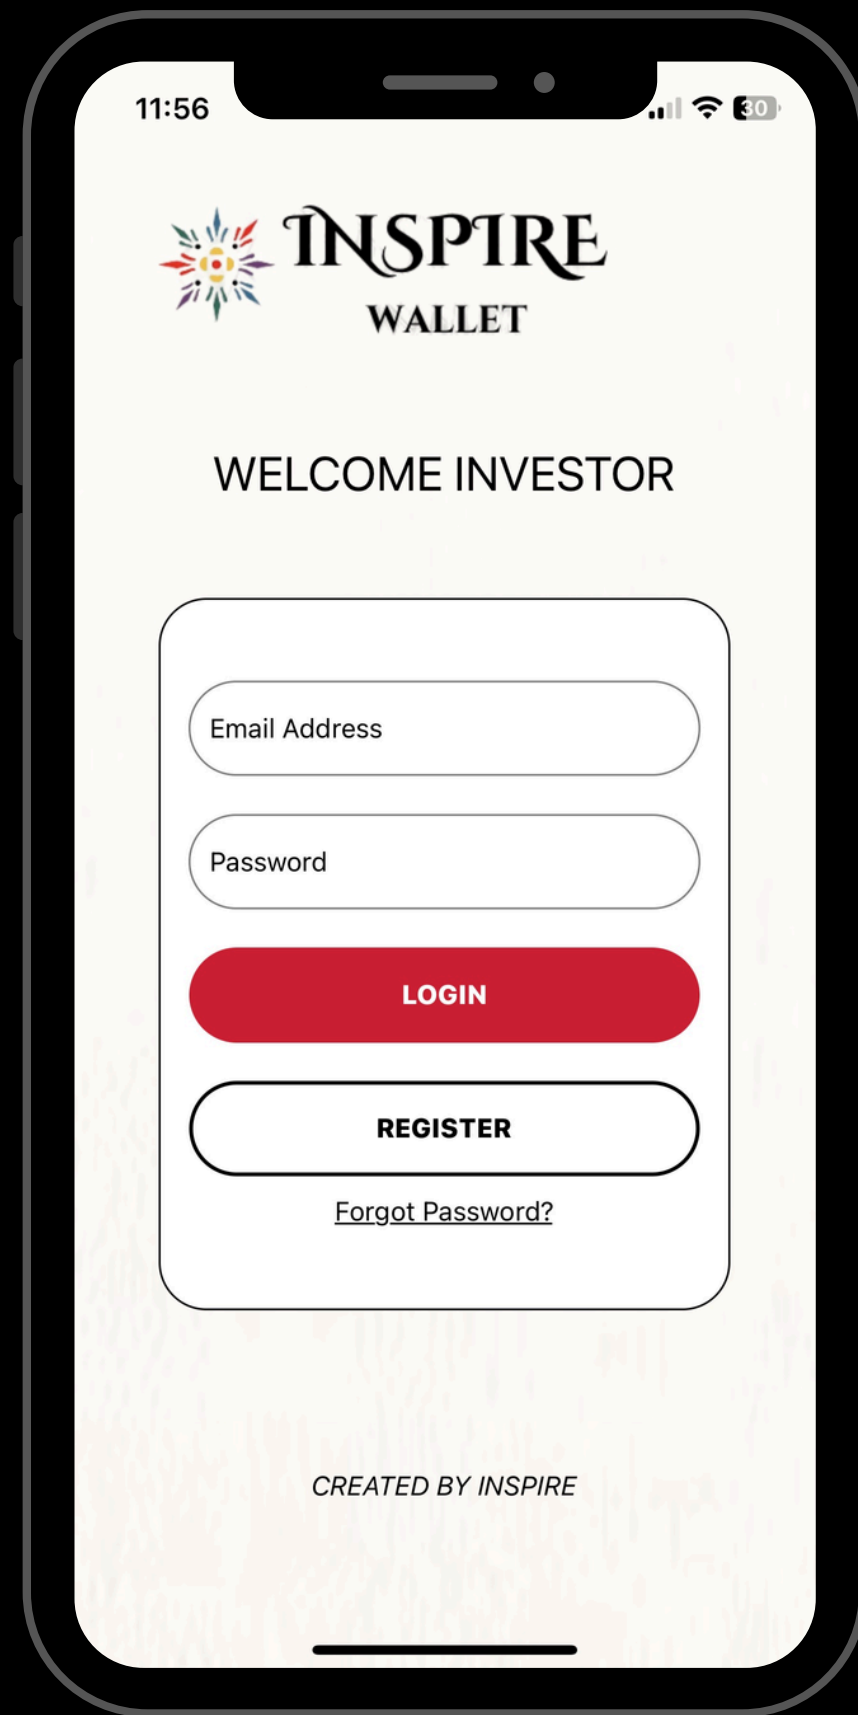 11:56
30
INSPIRE
WALLET
WELCOME INVESTOR
Email Address
Password
LOGIN
REGISTER
Forgot Password?
CREATED BY INSPIRE